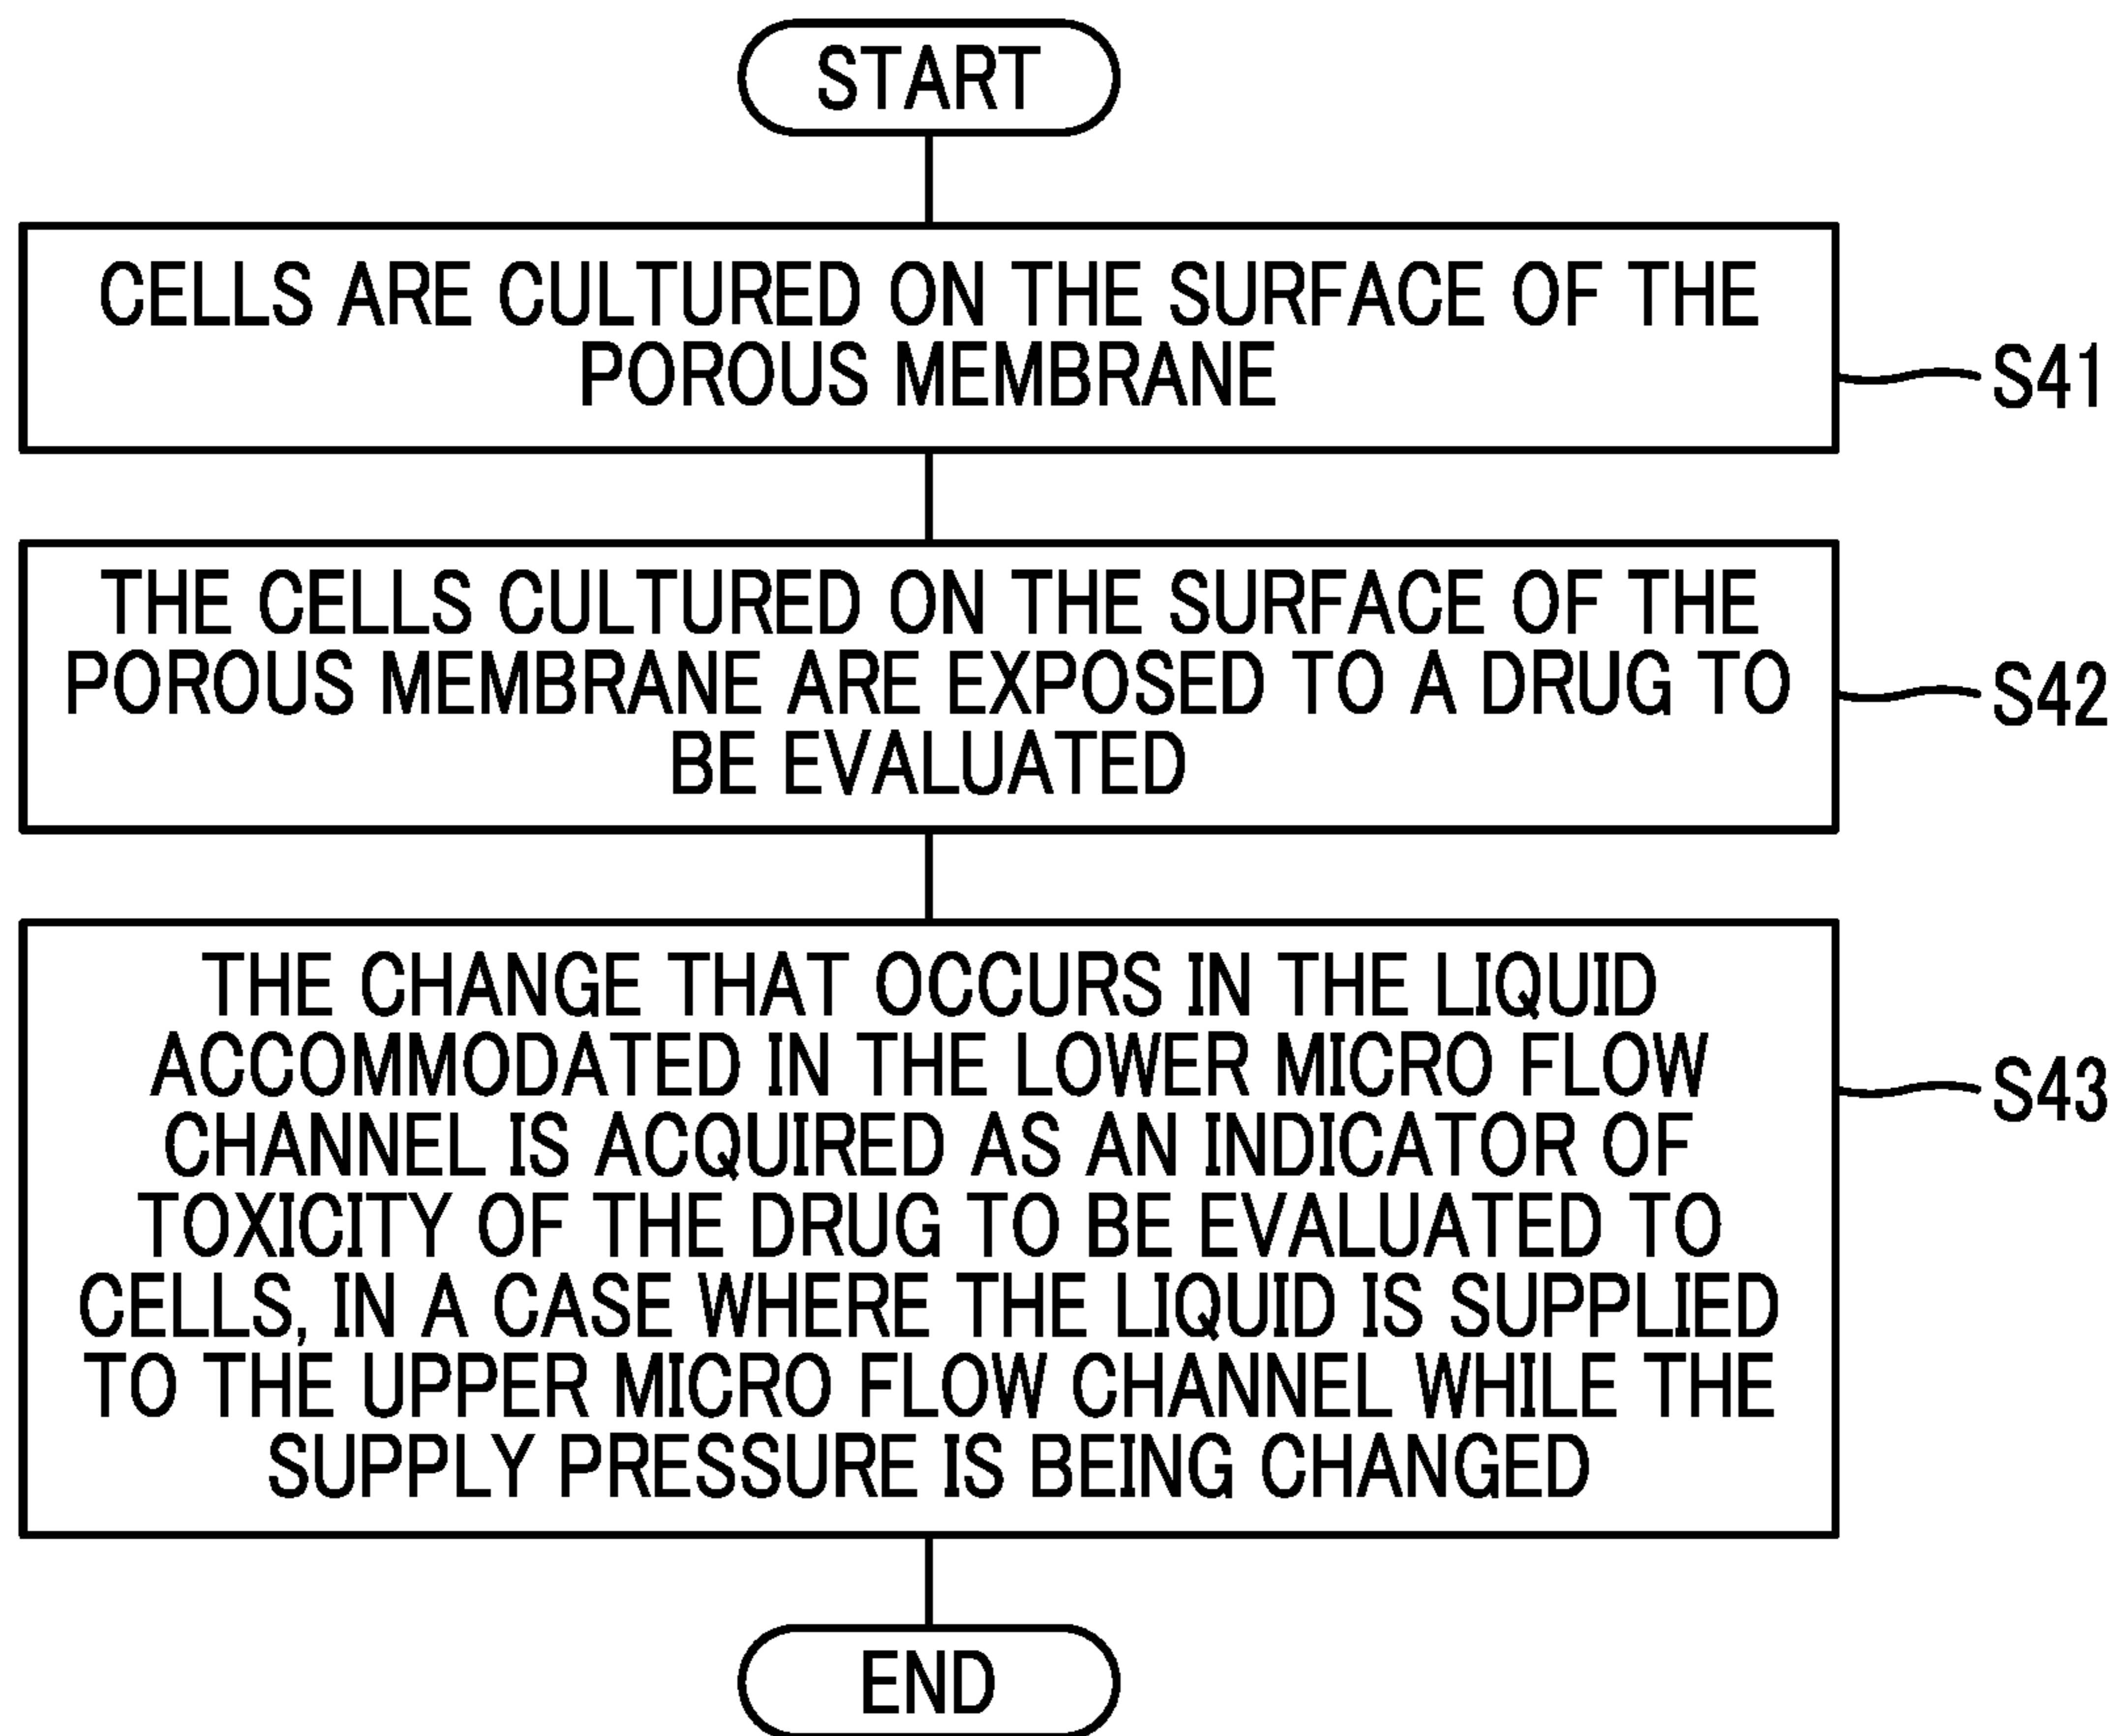 START
CELLS ARE CULTURED ON THE SURFACE OF THE
POROUS MEMBRANE
S41
THE CELLS CULTURED ON THE SURFACE OF THE
POROUS MEMBRANE ARE EXPOSED TO A DRUG TO
BE EVALUATED
S42
THE CHANGE THAT OCCURS IN THE LIQUID
ACCOMMODATED IN THE LOWER MICRO FLOW
CHANNEL IS ACQUIRED AS AN INDICATOR OF
TOXICITY OF THE DRUG TO BE EVALUATED TO
CELLS, IN A CASE WHERE THE LIQUID IS SUPPLIED
TO THE UPPER MICRO FLOW CHANNEL WHILE THE
SUPPLY PRESSURE IS BEING CHANGED
S43
END